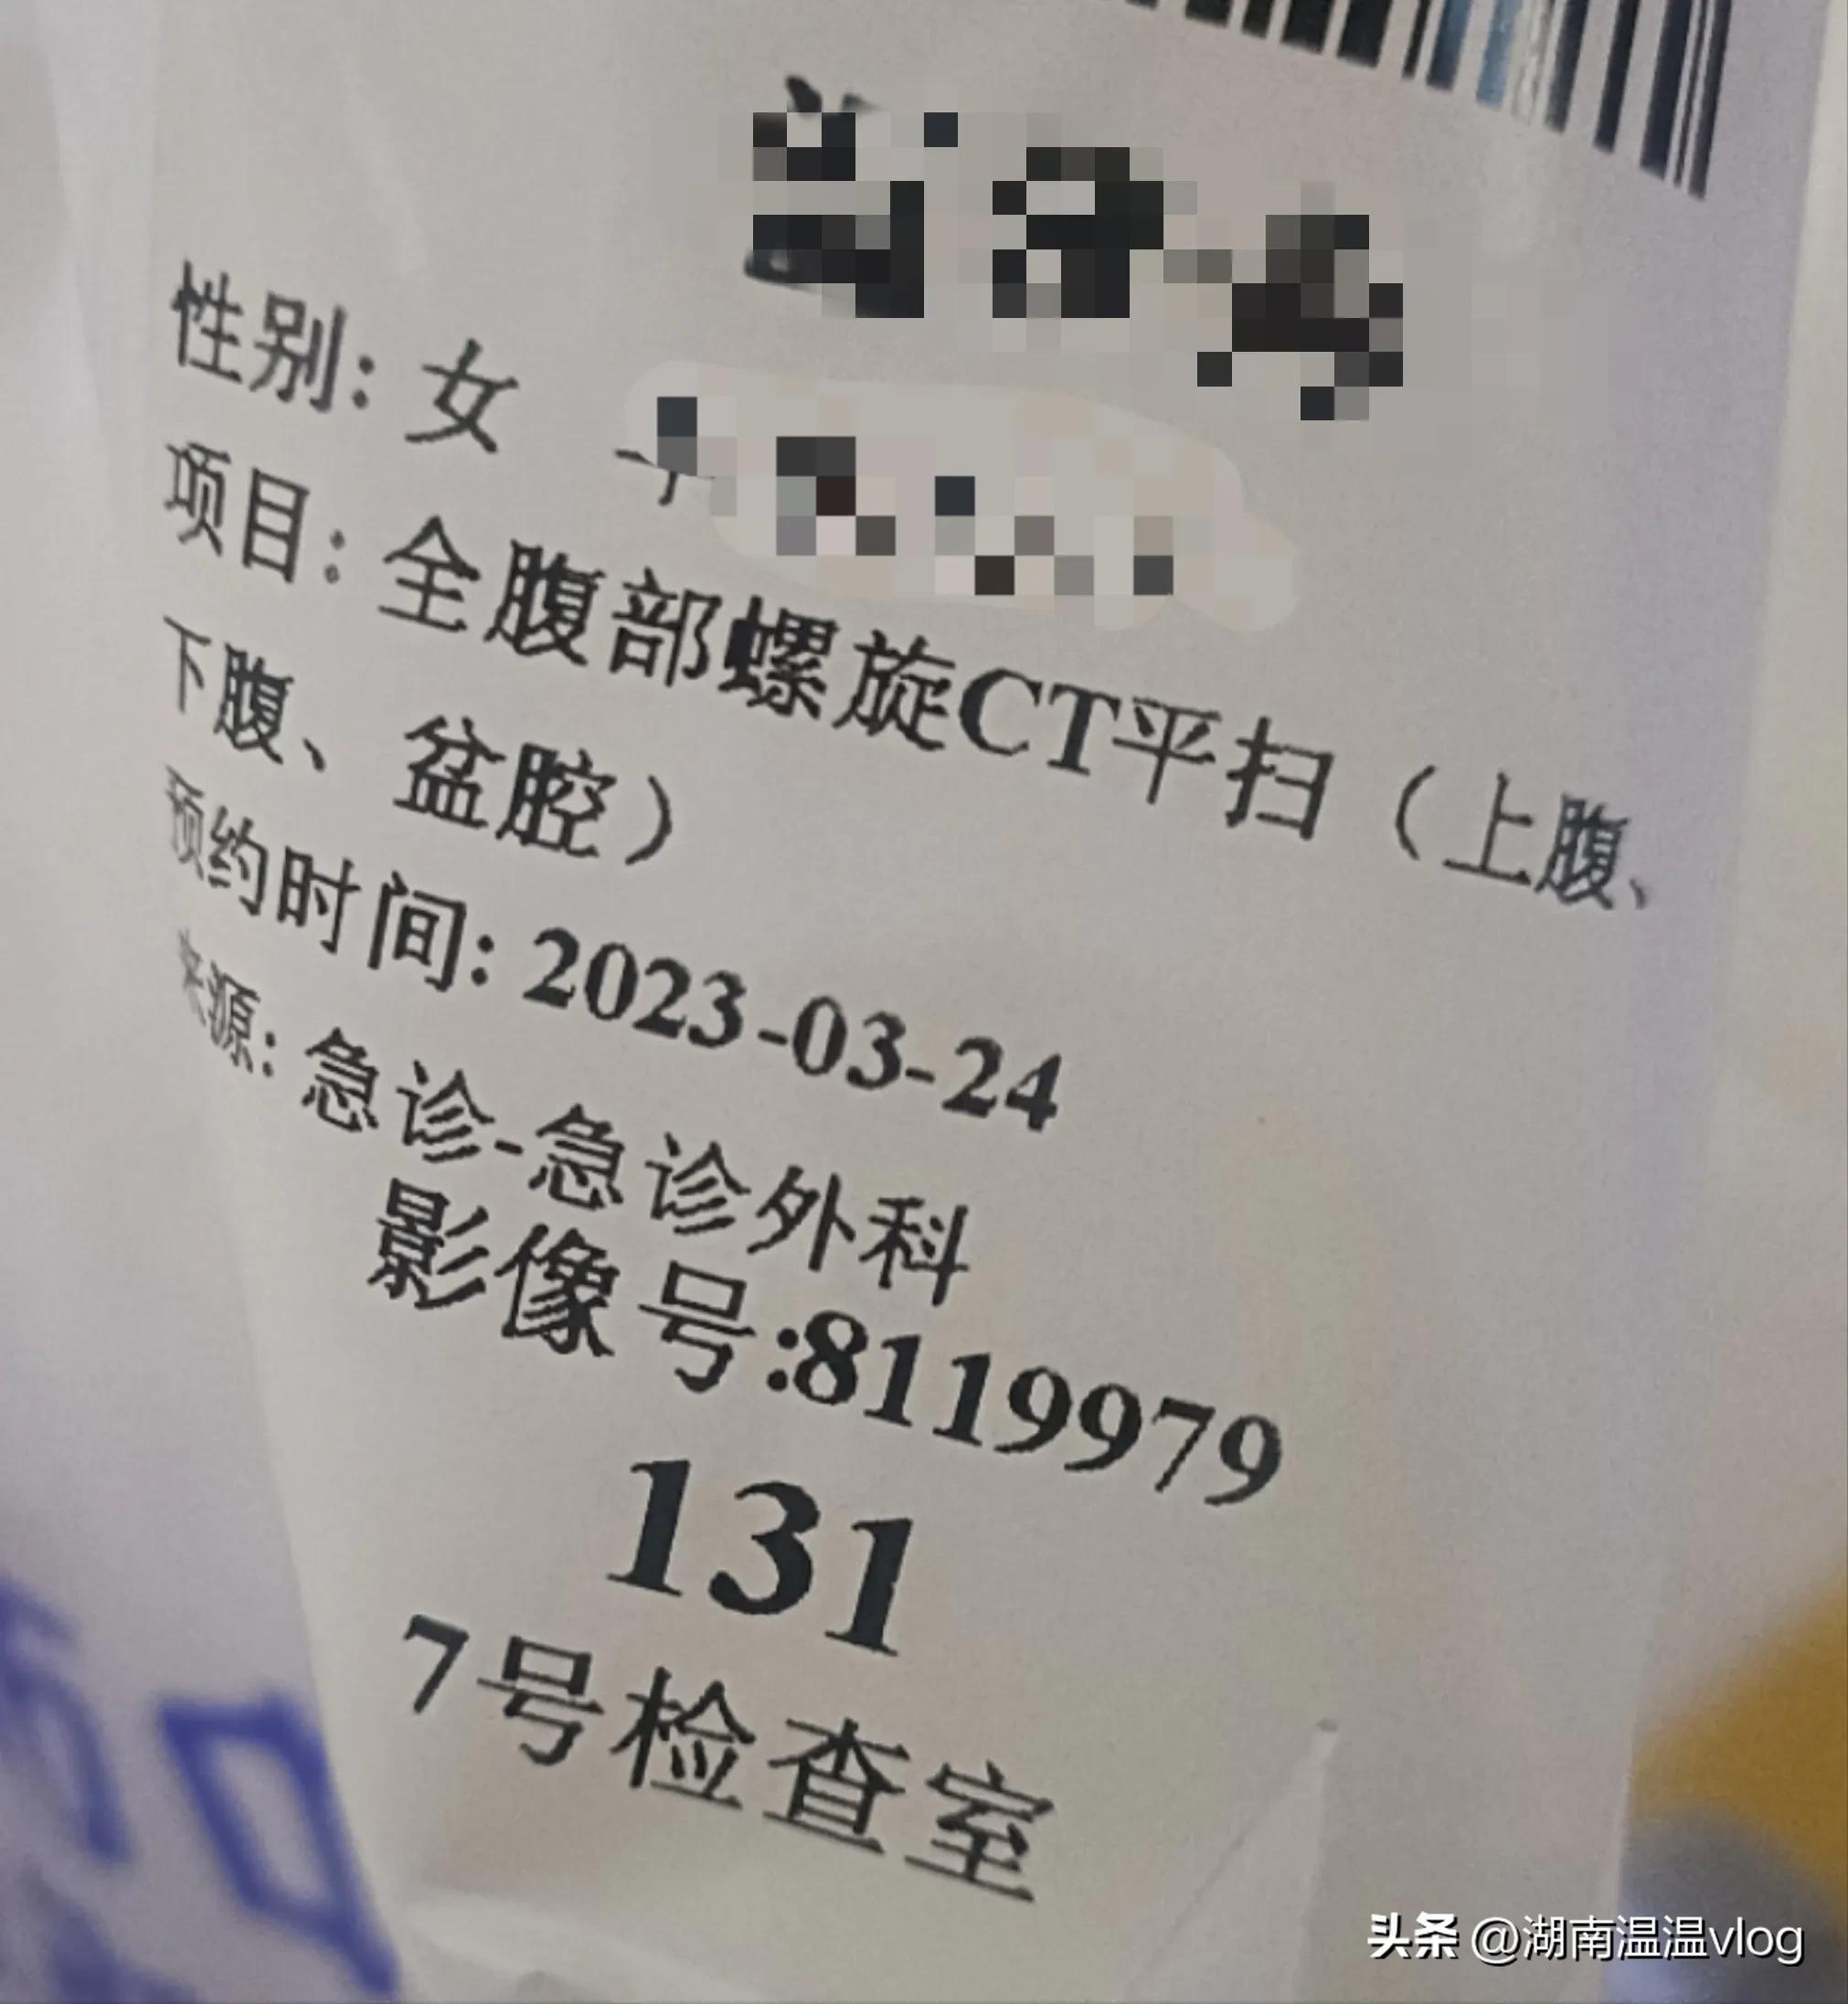 性别：女
项目：全腹部螺旋CT平扫（上腹、
下腹、盆腔）
预约时间：2023-03-24
来源：急诊-急诊外科
影像号:8119979
131
7号检查室
头条 @湖南温温vlog